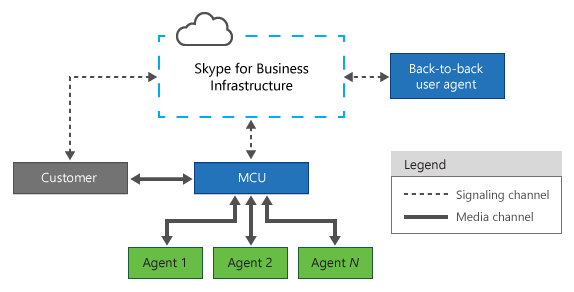 Skype for Business
Infrastructure
Back-to-back
user agent
Customer
MCU
Legend
Signaling channel
Media channel
Agent 1
Agent 2
Agent N